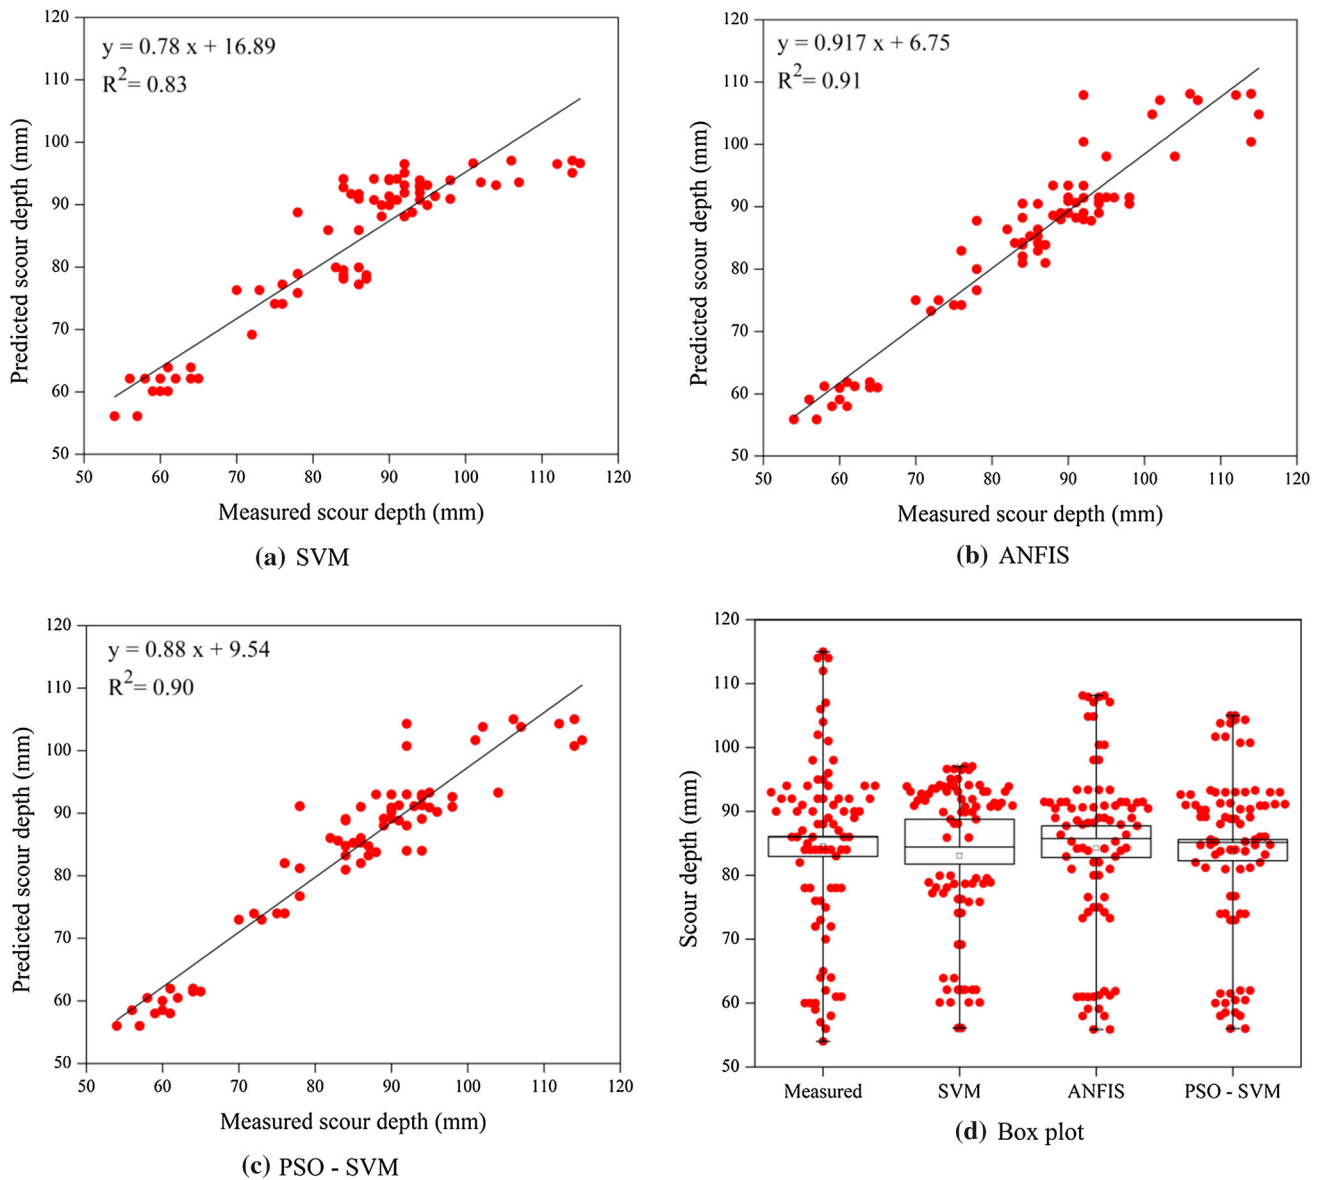 y = 0.78 x + 16.89
R²= 0.83
120
110
100
90
80
70
60
50
Predicted scour depth (mm)
50 60 70 80 90 100 110 120
Measured scour depth (mm)
(a) SVM
y = 0.917 x + 6.75
R²= 0.91
120
110
100
90
80
70
60
50
Predicted scour depth (mm)
50 60 70 80 90 100 110 120
Measured scour depth (mm)
(b) ANFIS
y = 0.88 x + 9.54
R²= 0.90
120
110
100
90
80
70
60
50
Predicted scour depth (mm)
50 60 70 80 90 100 110 120
Measured scour depth (mm)
(c) PSO - SVM
120
110
100
90
80
70
60
50
Scour depth (mm)
Measured SVM ANFIS PSO - SVM
(d) Box plot